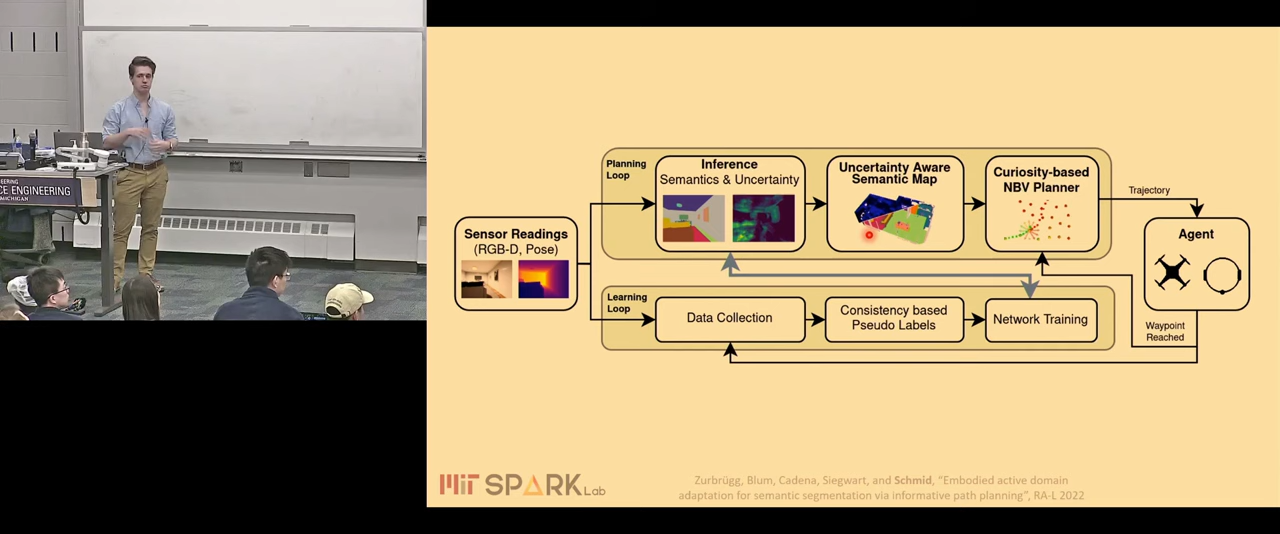 EERING
CE ENGINEERING
MICHIGAN
Planning
Loop
Inference
Semantics & Uncertainty
Uncertainty Aware
Semantic Map
Curiosity-based
NBV Planner
Trajectory
Sensor Readings
(RGB-D, Pose)
Agent
Learning
Loop
Data Collection
Consistency based
Pseudo Labels
Network Training
Waypoint
Reached
MIT SPARK Lab
Zurbrügg, Blum, Cadena, Siegwart, and Schmid, “Embodied active domain
adaptation for semantic segmentation via informative path planning”, RA-L 2022